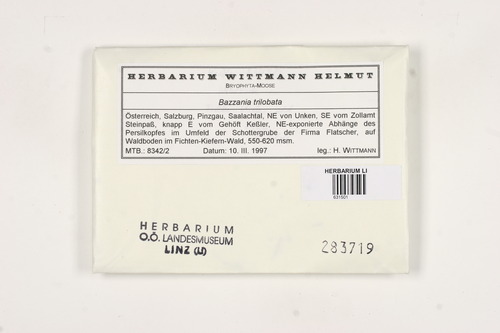 HERBARIUM WITTMANN HELMUT
BRYOPHYTA-MOOSE
Bazzania trilobata
Österreich, Salzburg, Pinzgau, Saalachtal, NE von Unken, SE vom Zollamt
Steinpaß, knapp E vom Gehöft Keßler, NE-exponierte Abhänge des
Persilkopfes im Umfeld der Schottergrube der Firma Flatscher, auf
Waldboden im Fichten-Kiefern-Wald, 550-620 msm.
MTB.: 8342/2 Datum: 10. III. 1997 leg.: H. WITTMANN
HERBARIUM LI
631501
HERBARIUM
O.Ö. LANDESMUSEUM
LINZ (LI)
283719